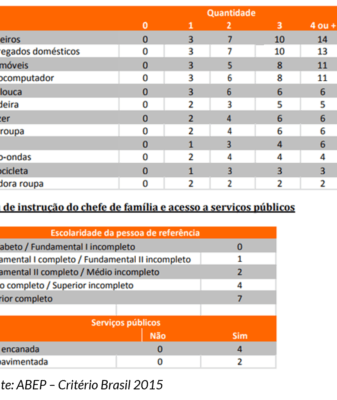 Quantidade
0 1 2 3 4 ou +
eiros 0 3 7 10 14
regados domésticos 0 3 7 10 13
móveis 0 3 5 8 11
ocomputador 0 3 6 8 11
louca 0 3 6 6 6
deira 0 2 3 5 5
zer 0 2 4 6 6
roupa 0 2 4 6 6
0 1 3 4 6
o-ondas 0 2 4 4 4
ocicleta 0 1 3 3 3
dora roupa 0 2 2 2 2
de instrução do chefe de família e acesso a serviços públicos
Escolaridade da pessoa de referência
abeto / Fundamental I incompleto 0
amental I completo / Fundamental II incompleto 1
amental II completo / Médio incompleto 2
o completo / Superior incompleto 4
rior completo 7
Serviços públicos
Não Sim
encanada 0 4
pavimentada 0 2
te: ABEP – Critério Brasil 2015